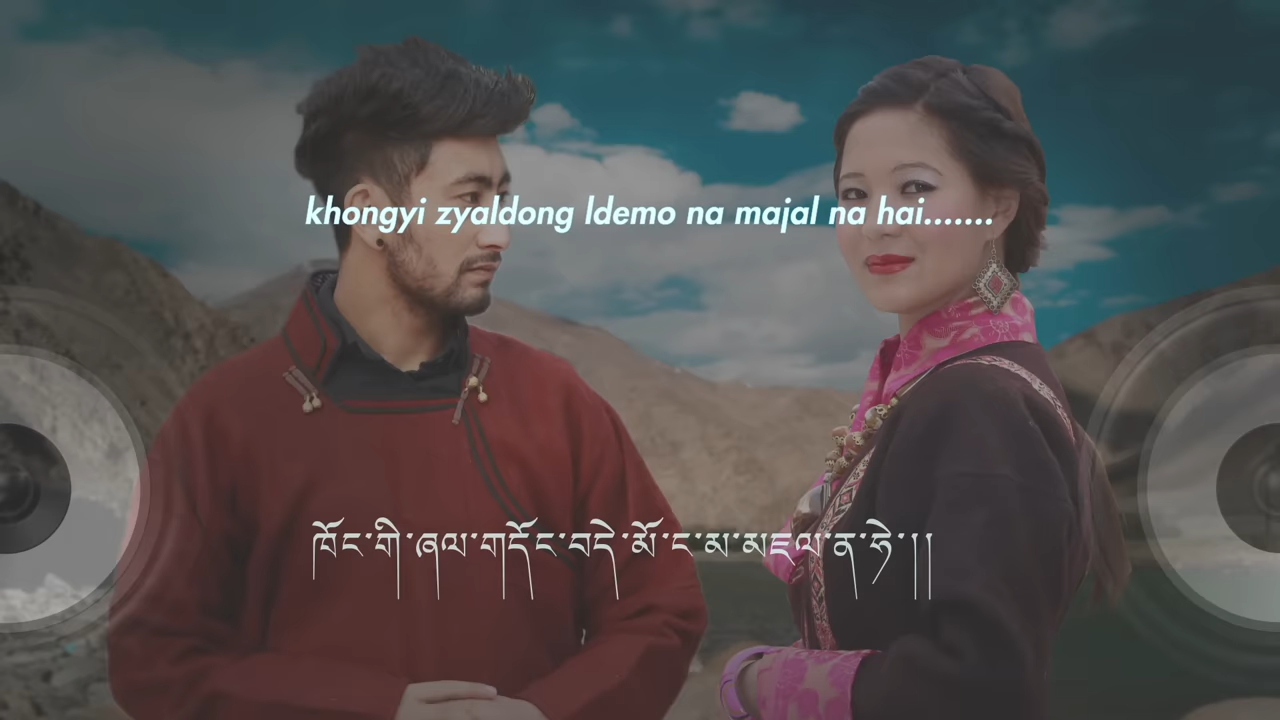 khongyi zyaldong ldemo na majal na hai.......
ཁོང་གི་ཞལ་གདོང་བདེ་མོ་ང་མ་མཇལ་ན་ཧེ་།།